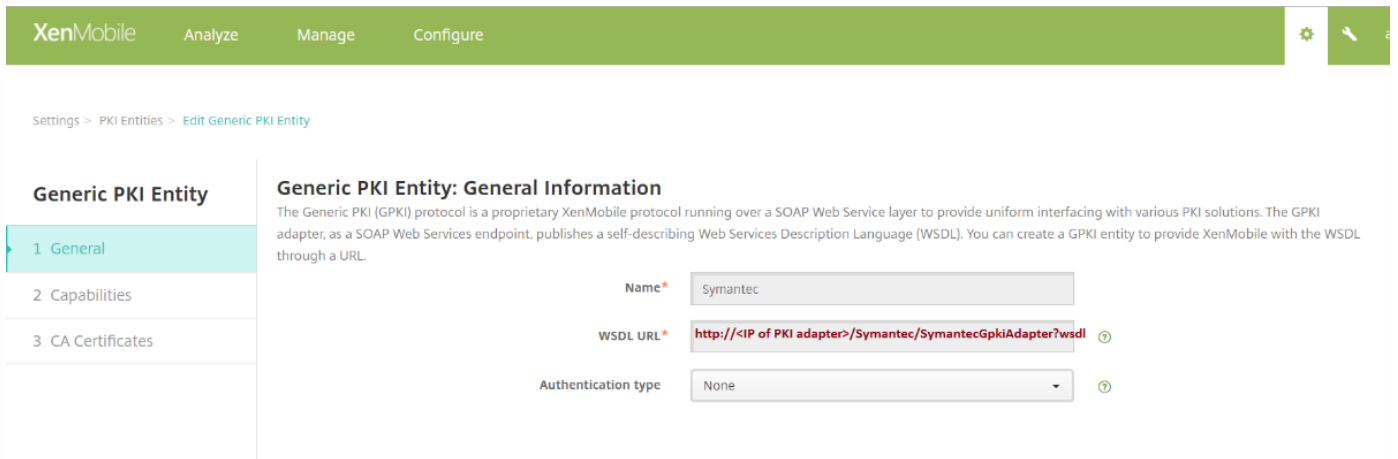 XenMobile Analyze Manage Configure
Settings > PKI Entities > Edit Generic PKI Entity
Generic PKI Entity
1 General
2 Capabilities
3 CA Certificates
Generic PKI Entity: General Information
The Generic PKI (GPKI) protocol is a proprietary XenMobile protocol running over a SOAP Web Service layer to provide uniform interfacing with various PKI solutions. The GPKI
adapter, as a SOAP Web Services endpoint, publishes a self-describing Web Services Description Language (WSDL). You can create a GPKI entity to provide XenMobile with the WSDL
through a URL.
Name* Symantec
WSDL URL* http://<IP of PKI adapter>/Symantec/SymantecGpkiAdapter?wsdl ?
Authentication type None ?